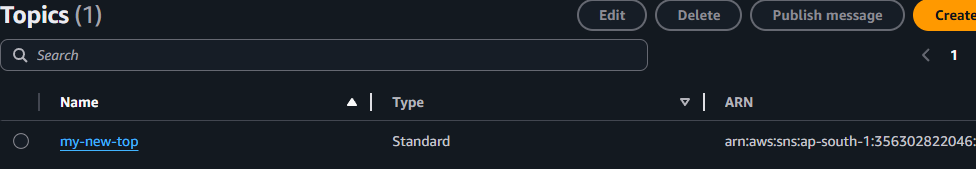 Topics (1)
Edit
Delete
Publish message
Create
Search
1
Name
Type
ARN
my-new-top
Standard
arn:aws:sns:ap-south-1:356302822046: